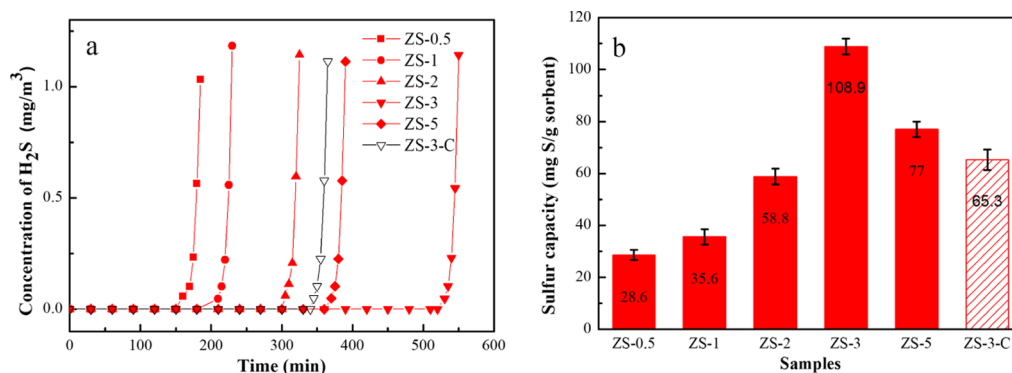 a
ZS-0.5
ZS-1
ZS-2
ZS-3
ZS-5
ZS-3-C
Concentration of H₂S (mg/m³)
1.0
0.5
0.0
0 100 200 300 400 500 600
Time (min)
b
Sulfur capacity (mg S/g sorbent)
120
100
80
60
40
20
0
28.6
35.6
58.8
108.9
77
65.3
ZS-0.5 ZS-1 ZS-2 ZS-3 ZS-5 ZS-3-C
Samples